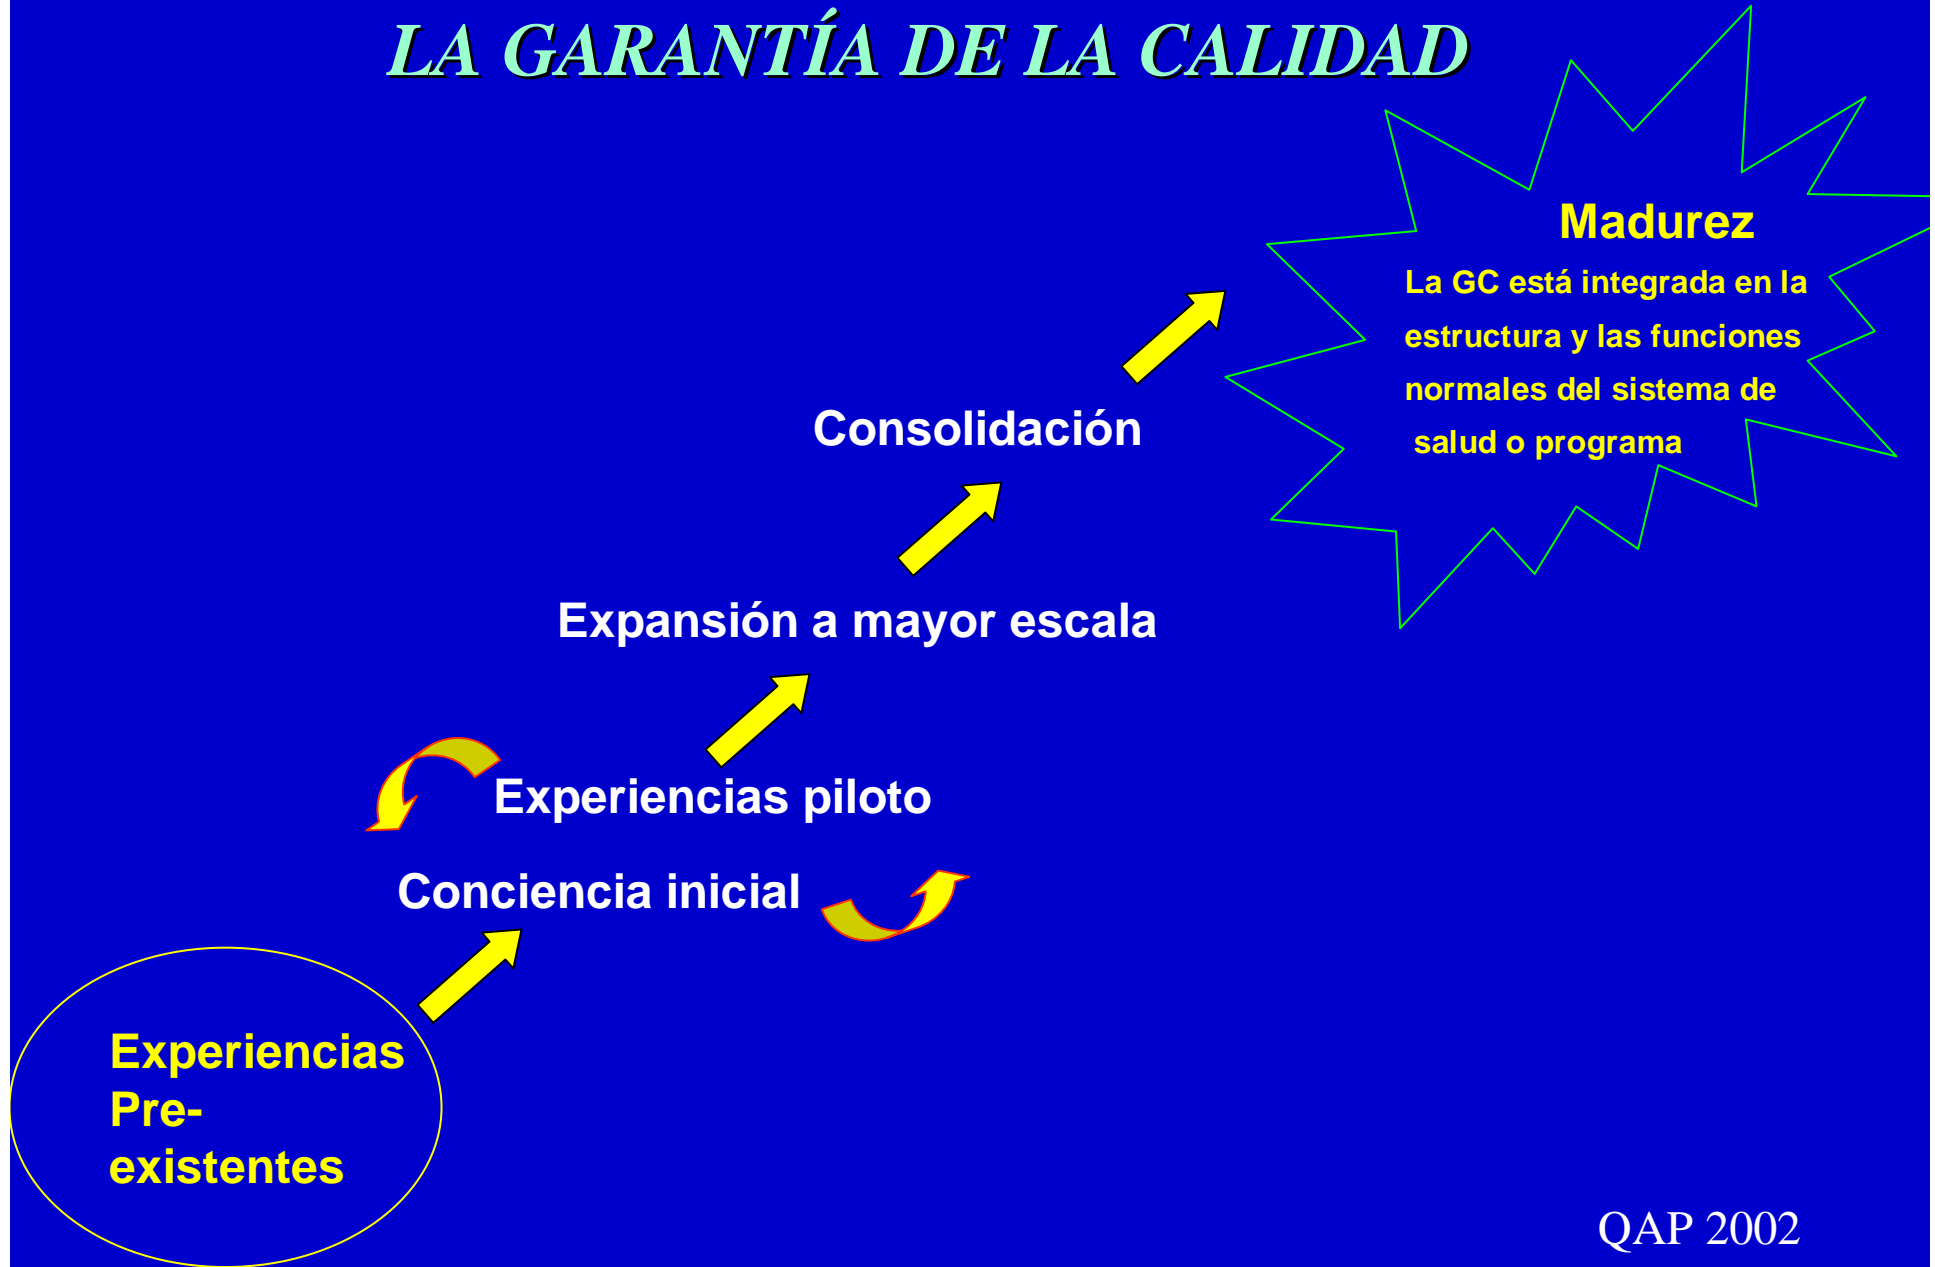 LA GARANTÍA DE LA CALIDAD
Madurez
La GC está integrada en la
estructura y las funciones
normales del sistema de
salud o programa
Consolidación
Expansión a mayor escala
Experiencias piloto
Conciencia inicial
Experiencias
Pre-
existentes
QAP 2002